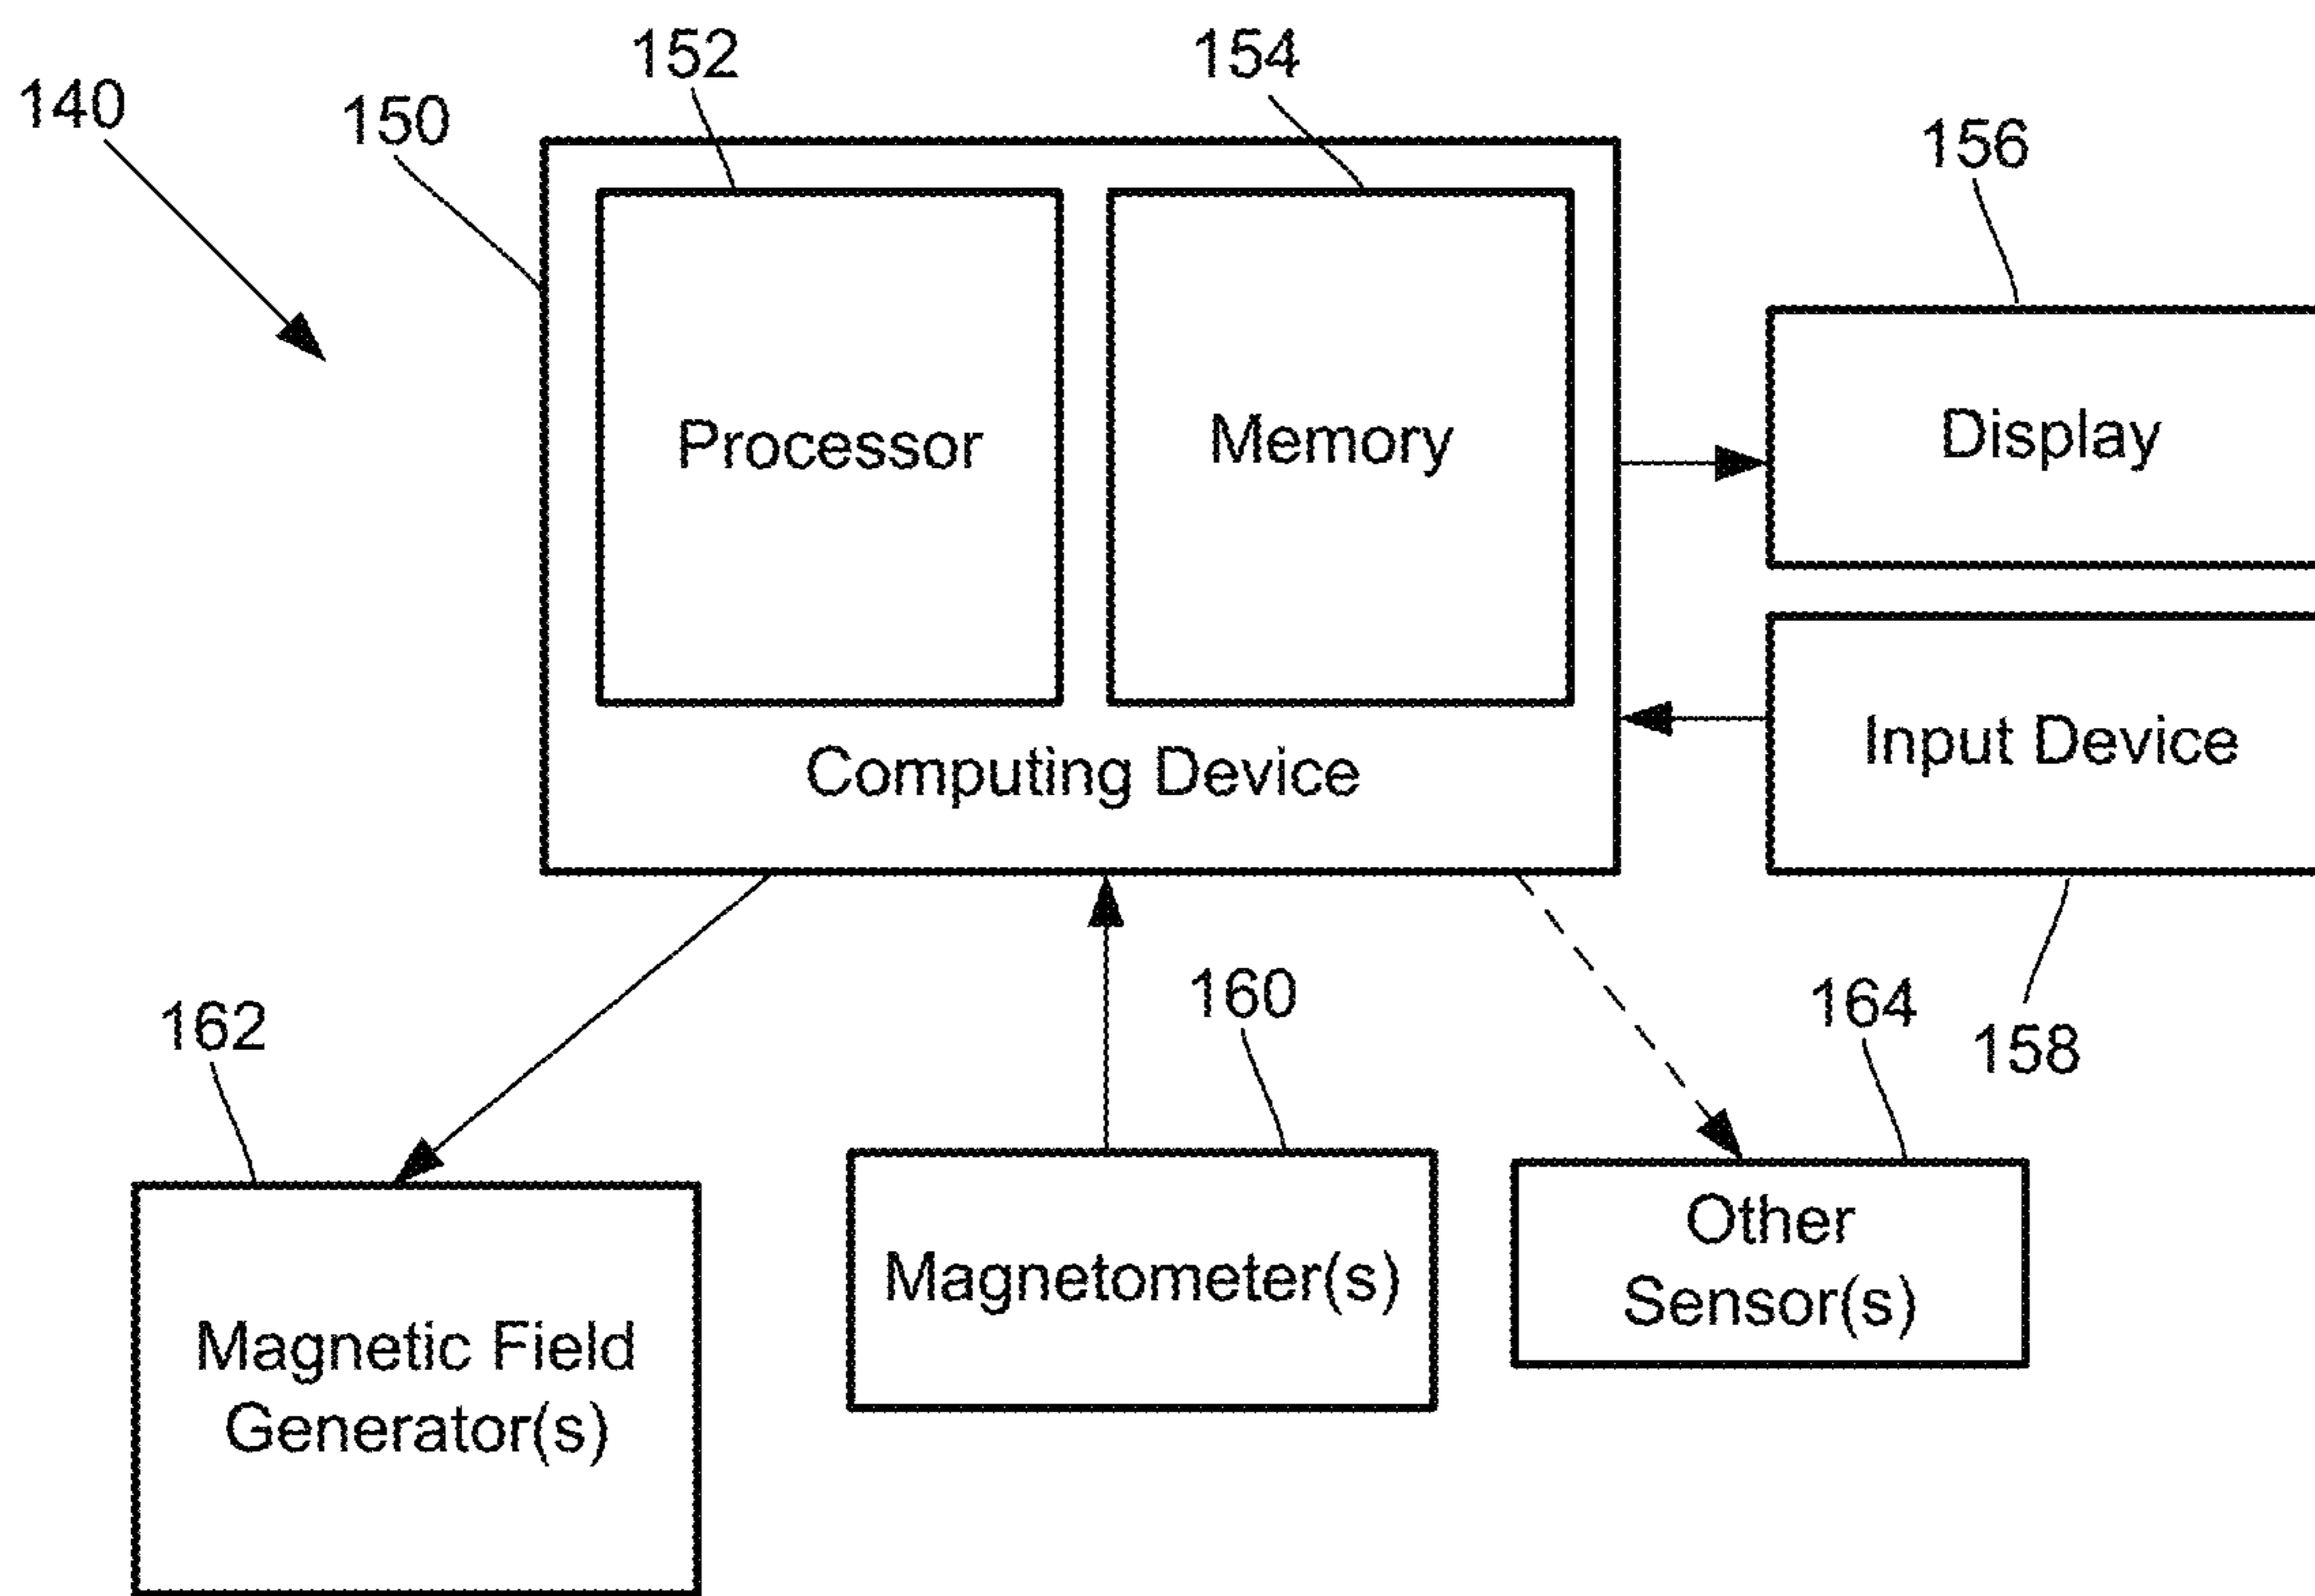 140
150
152
154
156
Processor
Memory
Display
Computing Device
Input Device
162
160
164
158
Magnetic Field
Generator(s)
Magnetometer(s)
Other
Sensor(s)